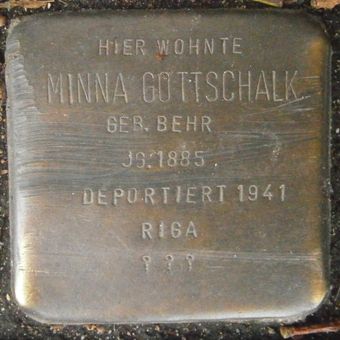 HIER WOHNTE
MINNA GOTTSCHALK
GEB. BEHR
JG. 1885
DEPORTIERT 1941
RIGA
? ? ?